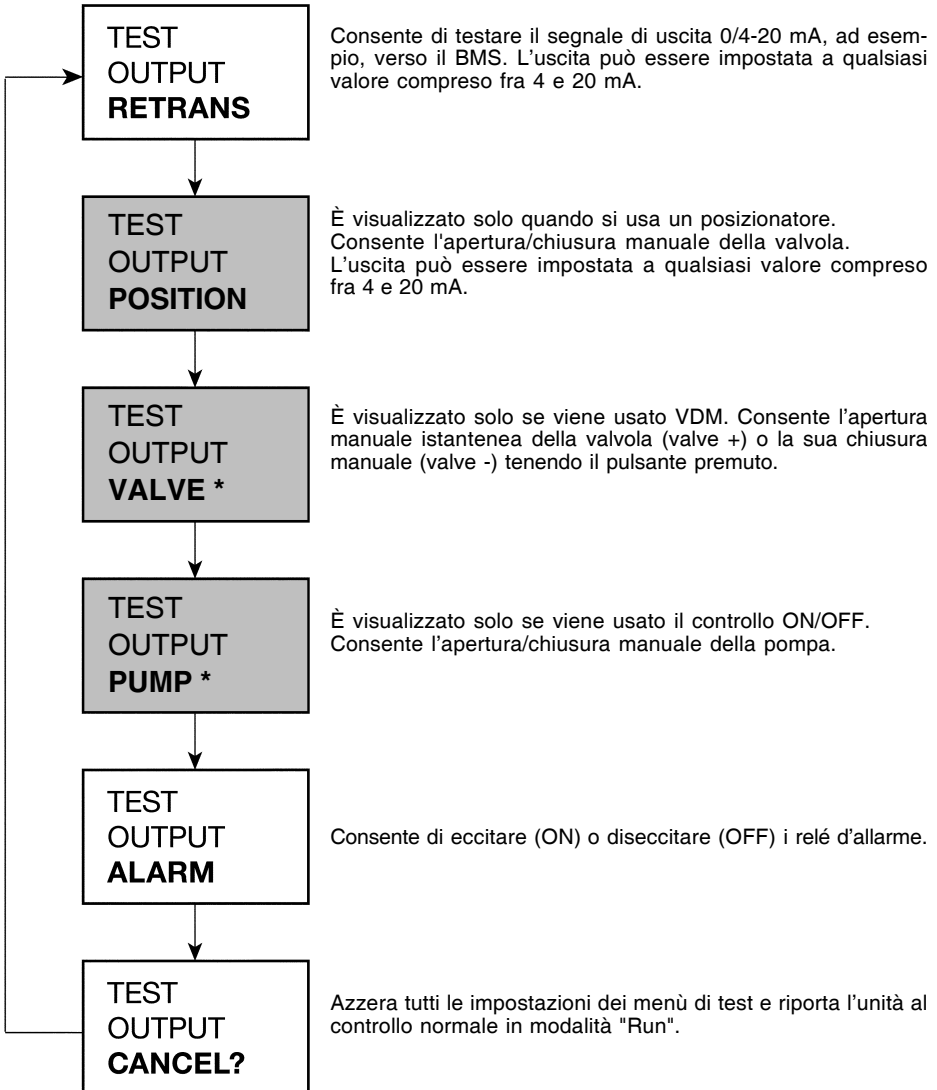 TEST
OUTPUT
RETRANS
Consente di testare il segnale di uscita 0/4-20 mA, ad esem-
pio, verso il BMS. L'uscita può essere impostata a qualsiasi
valore compreso fra 4 e 20 mA.
TEST
OUTPUT
POSITION
È visualizzato solo quando si usa un posizionatore.
Consente l'apertura/chiusura manuale della valvola.
L'uscita può essere impostata a qualsiasi valore compreso
fra 4 e 20 mA.
TEST
OUTPUT
VALVE *
È visualizzato solo se viene usato VDM. Consente l'apertura
manuale istantenea della valvola (valve +) o la sua chiusura
manuale (valve -) tenendo il pulsante premuto.
TEST
OUTPUT
PUMP *
È visualizzato solo se viene usato il controllo ON/OFF.
Consente l'apertura/chiusura manuale della pompa.
TEST
OUTPUT
ALARM
Consente di eccitare (ON) o diseccitare (OFF) i relé d'allarme.
TEST
OUTPUT
CANCEL?
Azzera tutti le impostazioni dei menù di test e riporta l'unità al
controllo normale in modalità "Run".